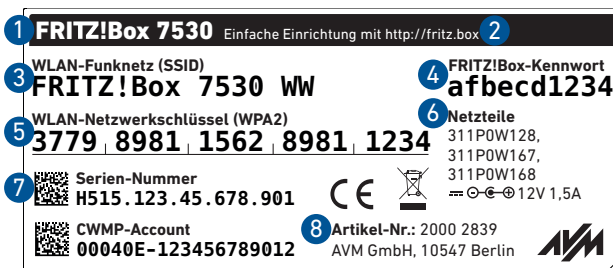 1 FRITZ!Box 7530 Einfache Einrichtung mit http://fritz.box 2
WLAN-Funknetz (SSID)
3 FRITZ!Box 7530 WW
FRITZ!Box-Kennwort
4 afbecd1234
WLAN-Netzwerkschlüssel (WPA2)
5 3779 8981 1562 8981 1234
6 Netzteile
311P0W128,
311P0W167,
311P0W168
12V 1,5A
7 Serien-Nummer
H515.123.45.678.901
CE
CWMP-Account
00040E-123456789012
8 Artikel-Nr.: 2000 2839
AVM GmbH, 10547 Berlin
AVM